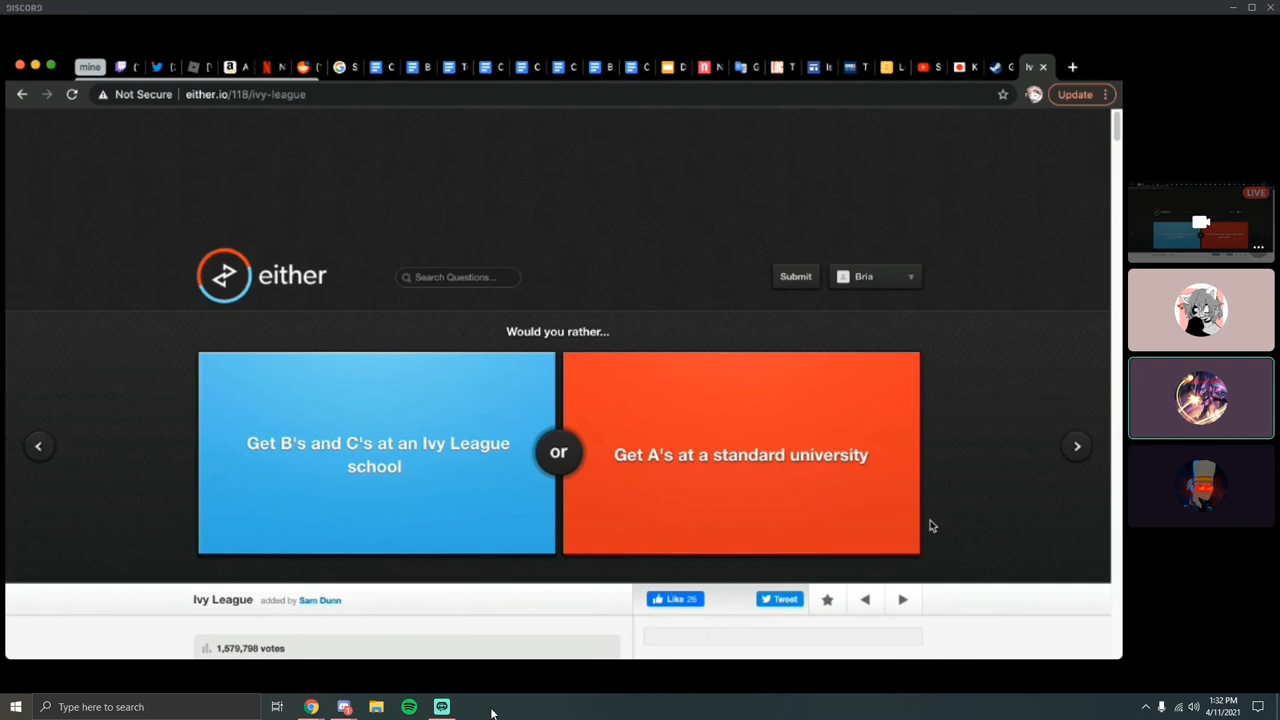 DISCORD
mine
Iv
Not Secure
either.io/118/ivy-league
Update
LIVE
either
Search Questions...
Submit
Bria
Would you rather...
Get B's and C's at an Ivy League
school
or
Get A's at a standard university
Ivy League
added by Sam Dunn
Like 26
Tweet
1,579,798 votes
Type here to search
1:32 PM
4/11/2021